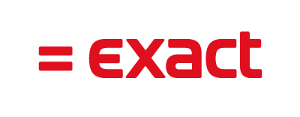 = exact